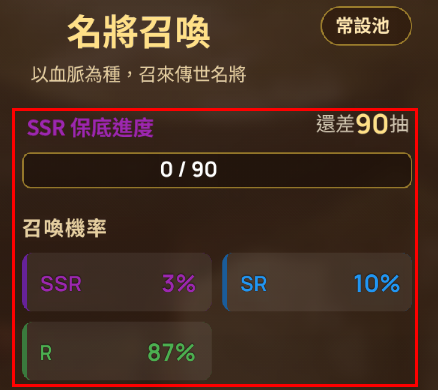 名將召喚
常設池
以血脈為種，召來傳世名將
SSR 保底進度
還差90抽
0 / 90
召喚機率
SSR 3%
SR 10%
R 87%